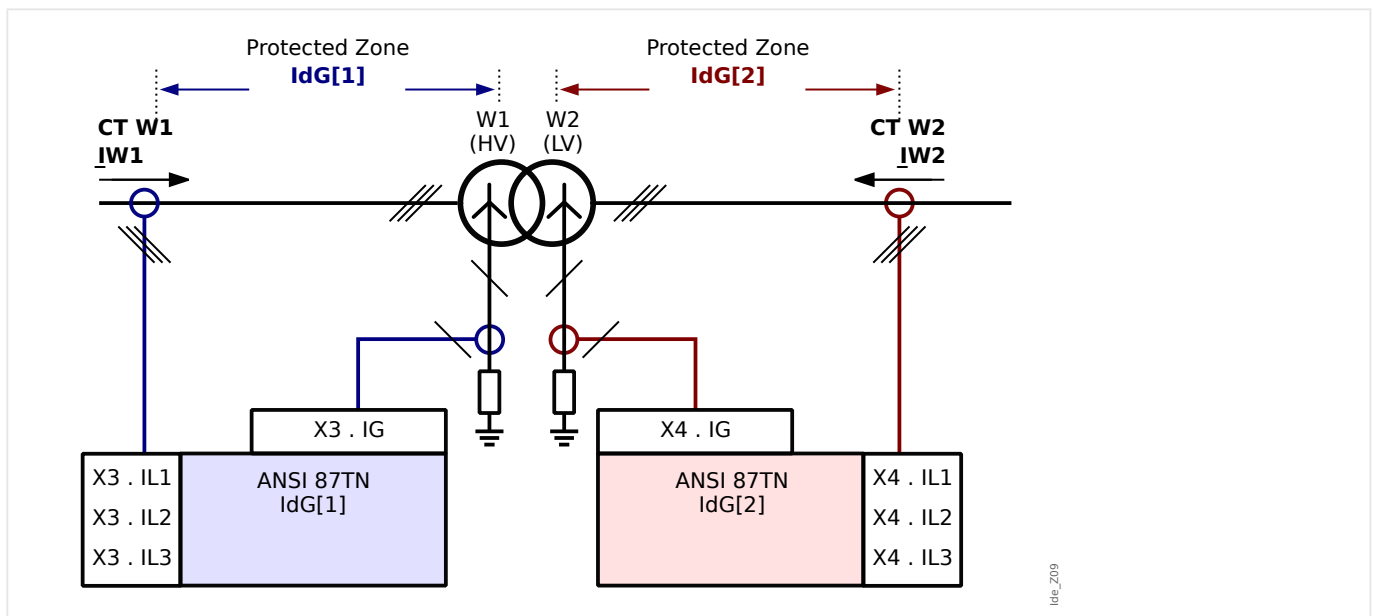 Protected Zone
IdG[1]
Protected Zone
IdG[2]
CT W1
IW1
W1
(HV)
W2
(LV)
CT W2
IW2
X3 . IG
X4 . IG
X3 . IL1
X3 . IL2
X3 . IL3
ANSI 87TN
IdG[1]
ANSI 87TN
IdG[2]
X4 . IL1
X4 . IL2
X4 . IL3
Ide_Z09